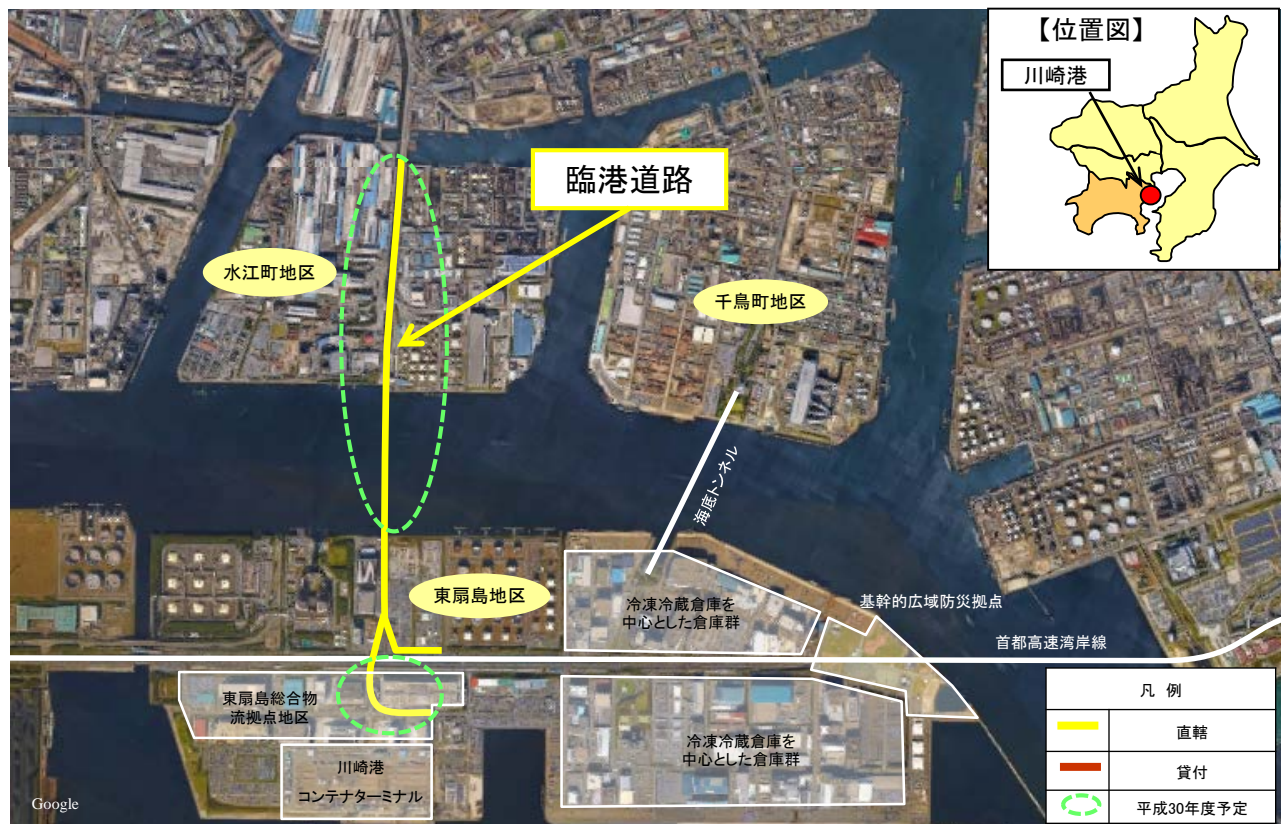 【位置図】
川崎港
臨港道路
水江町地区
千鳥町地区
海底トンネル
東扇島地区
冷凍冷蔵倉庫を
中心とした倉庫群
基幹的広域防災拠点
首都高速湾岸線
東扇島総合物
流拠点地区
冷凍冷蔵倉庫を
中心とした倉庫群
川崎港
コンテナターミナル
凡 例
直轄
貸付
平成30年度予定
Google